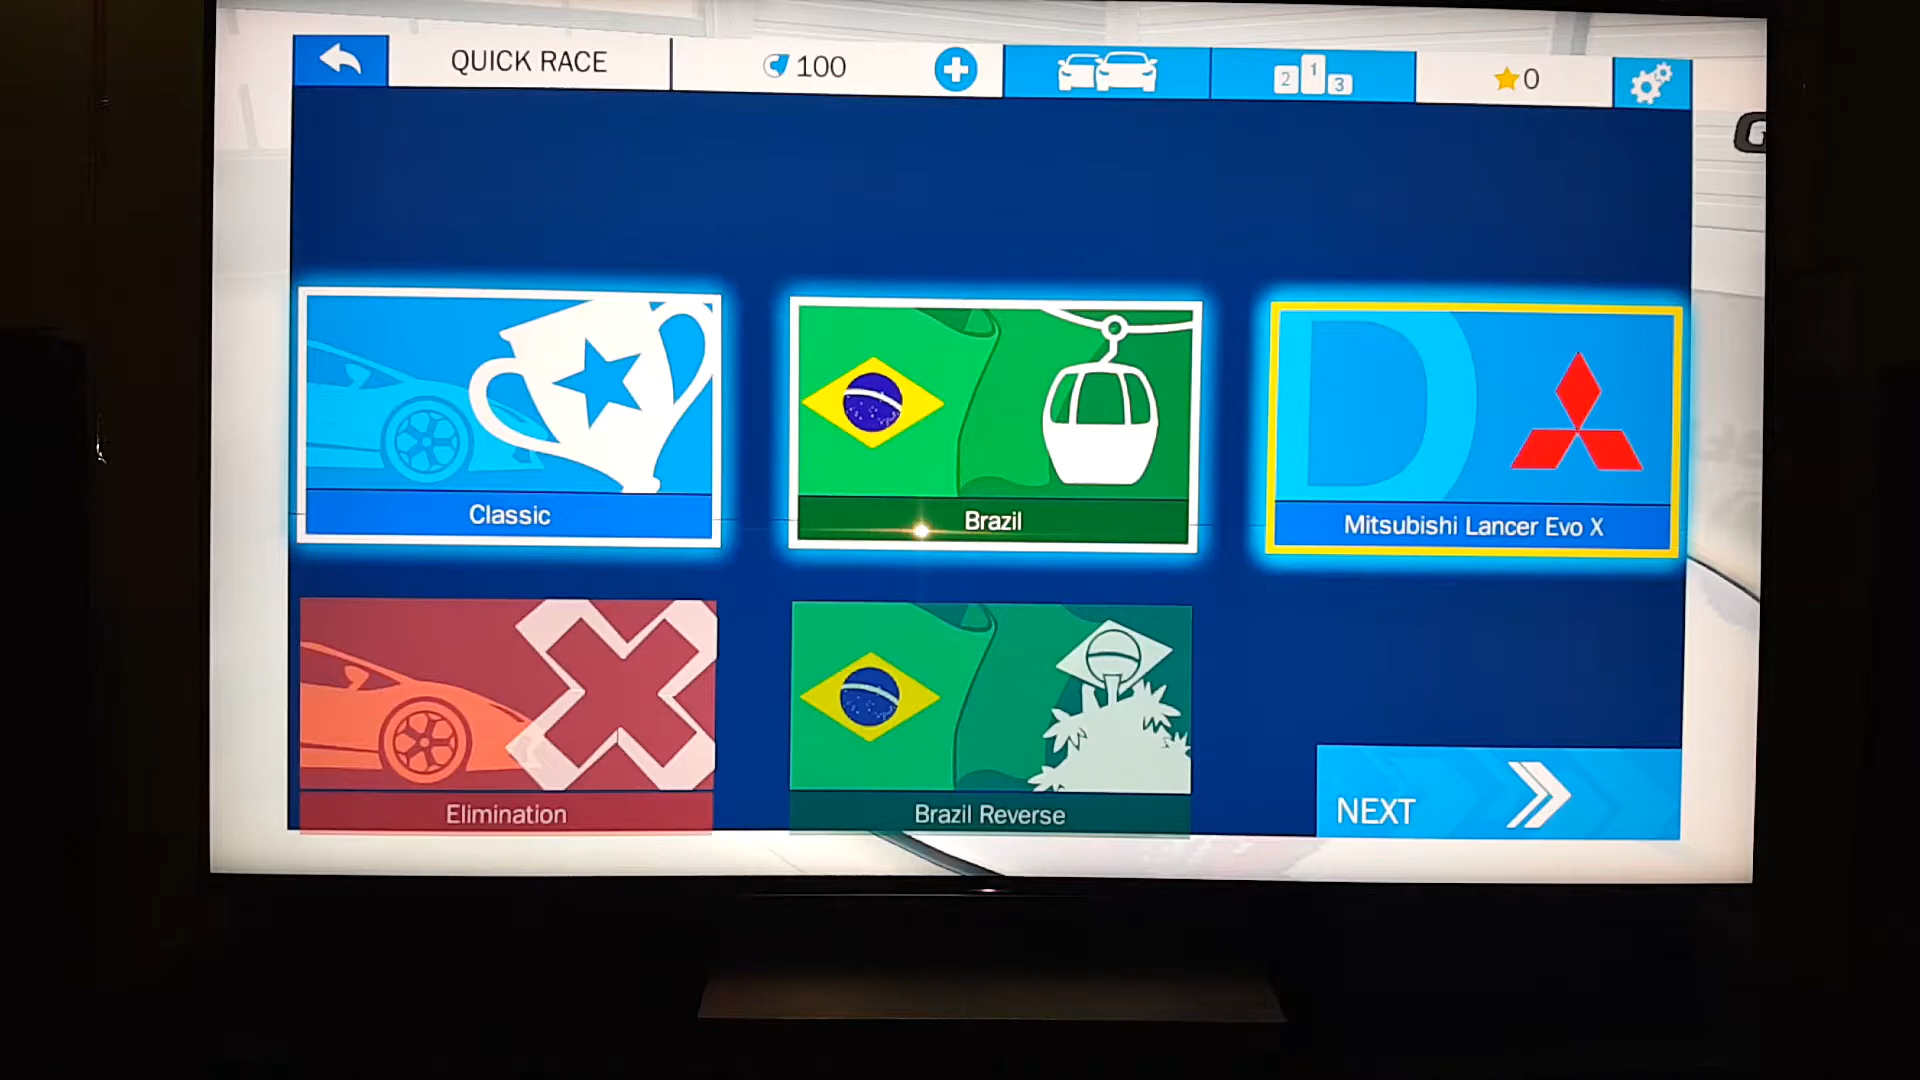 QUICK RACE
100
2 1 3
0
G
D
Classic
Brazil
Mitsubishi Lancer Evo X
Elimination
Brazil Reverse
NEXT